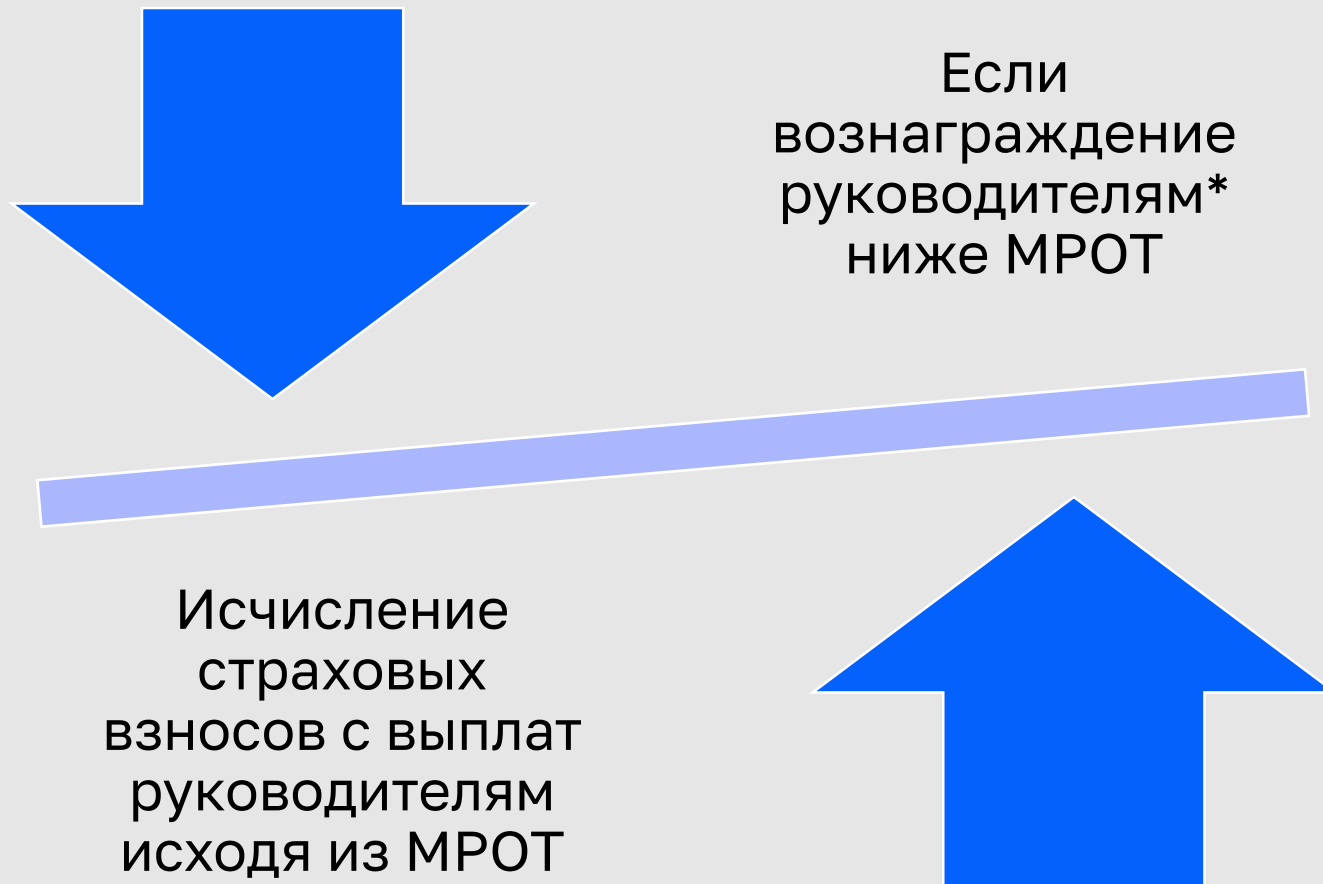 Если
вознаграждение
руководителям*
ниже МРОТ
Исчисление
страховых
взносов с выплат
руководителям
исходя из МРОТ